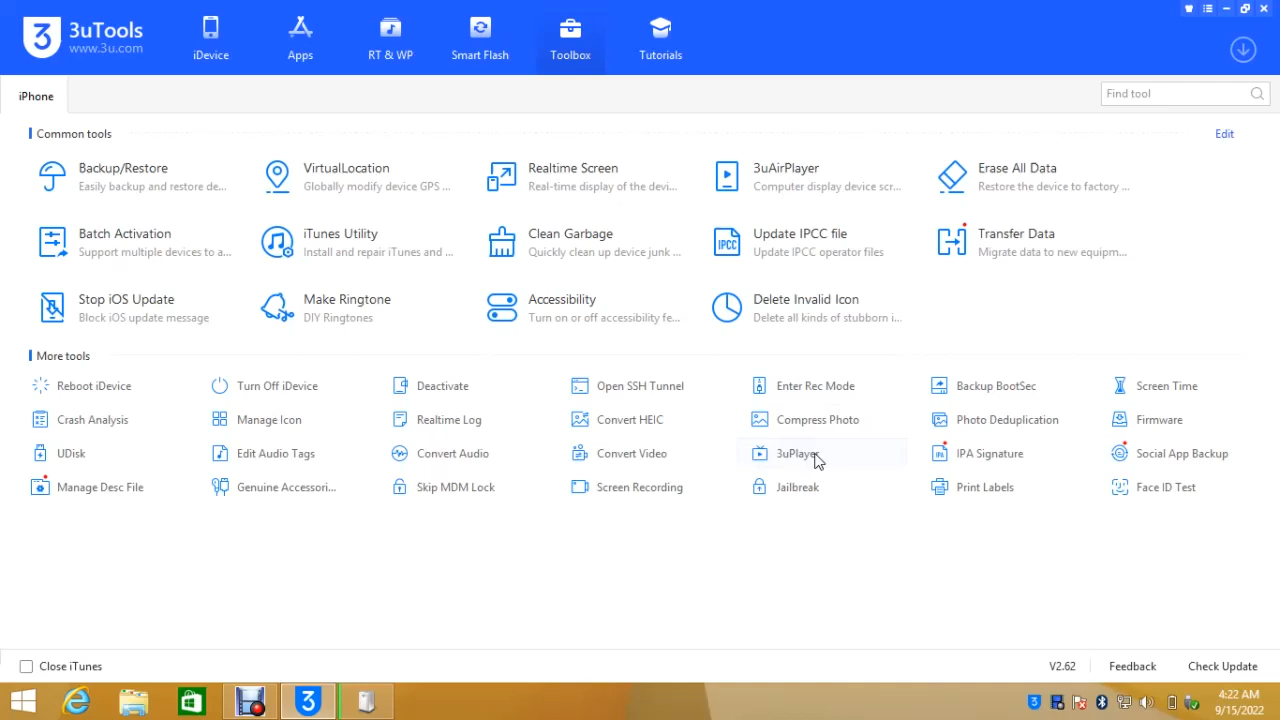 3
3uTools
www.3u.com
iDevice
Apps
RT & WP
Smart Flash
Toolbox
Tutorials
iPhone
Find tool
Common tools
Edit
Backup/Restore
Easily backup and restore de...
VirtualLocation
Globally modify device GPS ...
Realtime Screen
Real-time display of the devi...
3uAirPlayer
Computer display device scr...
Erase All Data
Restore the device to factory ...
Batch Activation
Support multiple devices to a...
iTunes Utility
Install and repair iTunes and ...
Clean Garbage
Quickly clean up device junk ...
IPCC
Update IPCC file
Update IPCC operator files
Transfer Data
Migrate data to new equipm...
Stop iOS Update
Block iOS update message
Make Ringtone
DIY Ringtones
Accessibility
Turn on or off accessibility fe...
Delete Invalid Icon
Delete all kinds of stubborn i...
More tools
Reboot iDevice
Turn Off iDevice
Deactivate
Open SSH Tunnel
Enter Rec Mode
Backup BootSec
Screen Time
Crash Analysis
Manage Icon
Realtime Log
Convert HEIC
Compress Photo
Photo Deduplication
Firmware
UDisk
Edit Audio Tags
Convert Audio
Convert Video
3uPlayer
IPA Signature
Social App Backup
Manage Desc File
Genuine Accessori...
Skip MDM Lock
Screen Recording
Jailbreak
Print Labels
Face ID Test
Close iTunes
V2.62
Feedback
Check Update
4:22 AM
9/15/2022